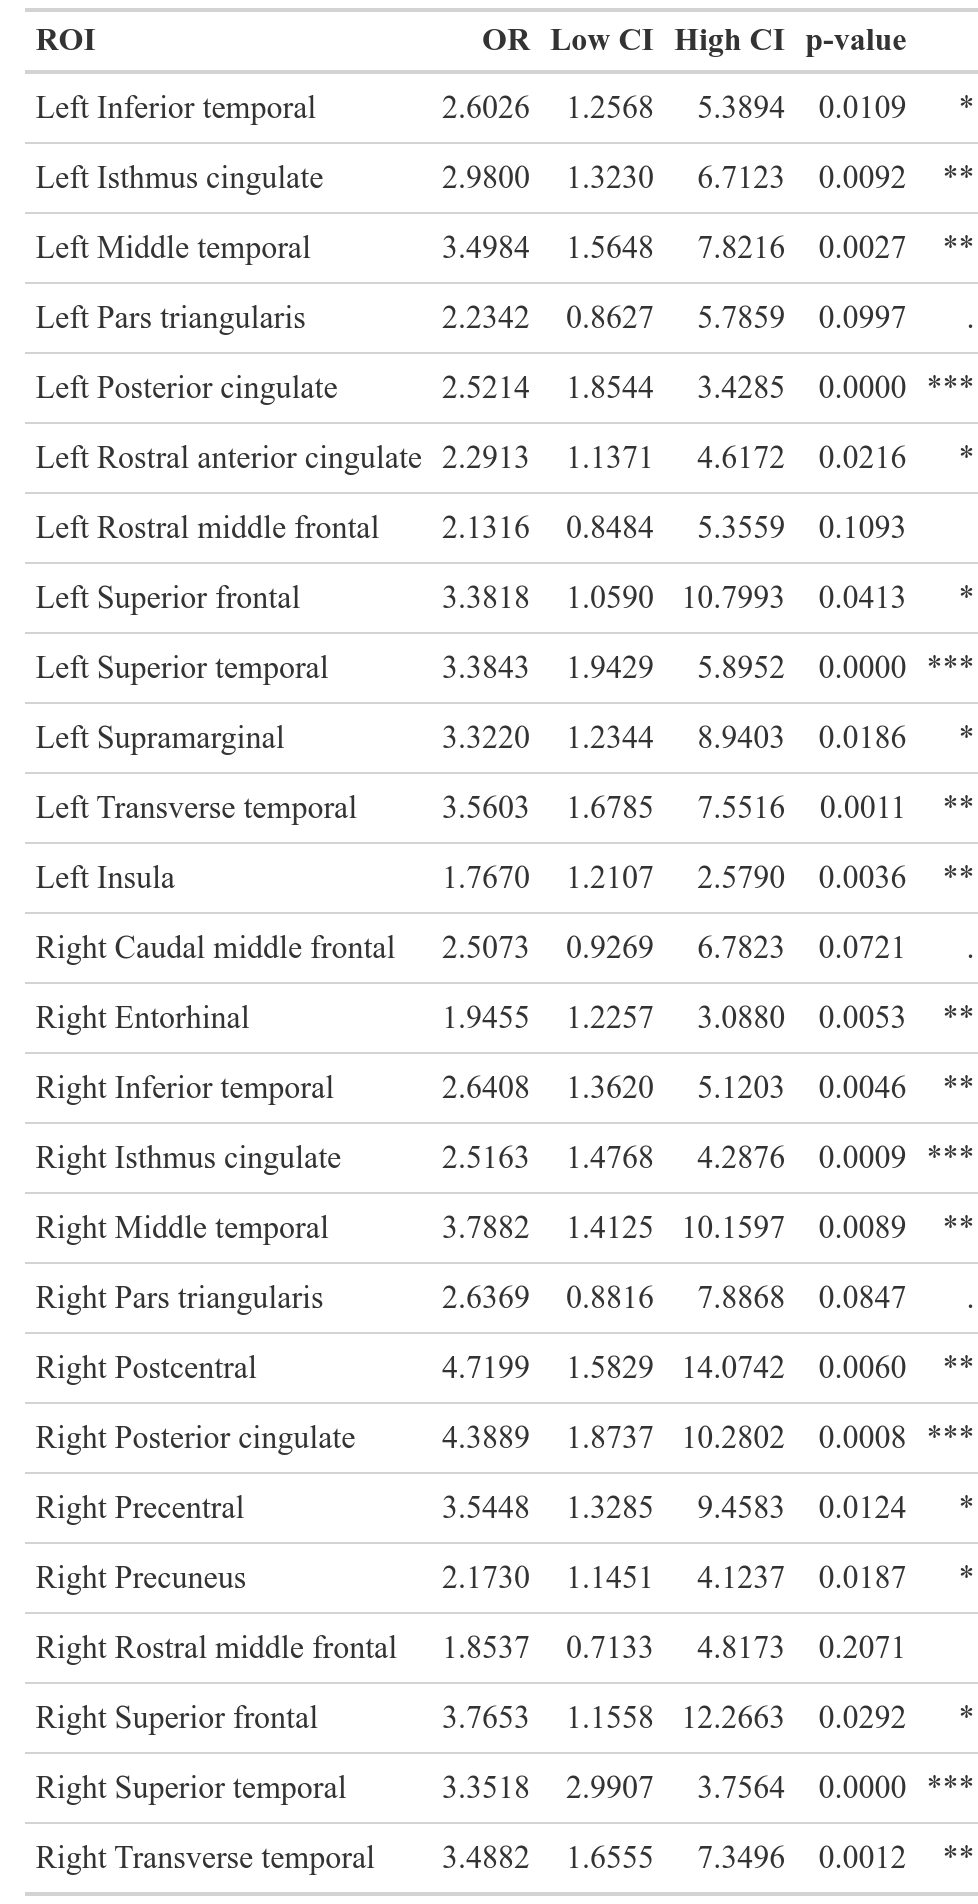 ROI OR Low CI High CI p-value
Left Inferior temporal 2.6026 1.2568 5.3894 0.0109 *
Left Isthmus cingulate 2.9800 1.3230 6.7123 0.0092 **
Left Middle temporal 3.4984 1.5648 7.8216 0.0027 **
Left Pars triangularis 2.2342 0.8627 5.7859 0.0997 .
Left Posterior cingulate 2.5214 1.8544 3.4285 0.0000 ***
Left Rostral anterior cingulate 2.2913 1.1371 4.6172 0.0216 *
Left Rostral middle frontal 2.1316 0.8484 5.3559 0.1093
Left Superior frontal 3.3818 1.0590 10.7993 0.0413 *
Left Superior temporal 3.3843 1.9429 5.8952 0.0000 ***
Left Supramarginal 3.3220 1.2344 8.9403 0.0186 *
Left Transverse temporal 3.5603 1.6785 7.5516 0.0011 **
Left Insula 1.7670 1.2107 2.5790 0.0036 **
Right Caudal middle frontal 2.5073 0.9269 6.7823 0.0721 .
Right Entorhinal 1.9455 1.2257 3.0880 0.0053 **
Right Inferior temporal 2.6408 1.3620 5.1203 0.0046 **
Right Isthmus cingulate 2.5163 1.4768 4.2876 0.0009 ***
Right Middle temporal 3.7882 1.4125 10.1597 0.0089 **
Right Pars triangularis 2.6369 0.8816 7.8868 0.0847 .
Right Postcentral 4.7199 1.5829 14.0742 0.0060 **
Right Posterior cingulate 4.3889 1.8737 10.2802 0.0008 ***
Right Precentral 3.5448 1.3285 9.4583 0.0124 *
Right Precuneus 2.1730 1.1451 4.1237 0.0187 *
Right Rostral middle frontal 1.8537 0.7133 4.8173 0.2071
Right Superior frontal 3.7653 1.1558 12.2663 0.0292 *
Right Superior temporal 3.3518 2.9907 3.7564 0.0000 ***
Right Transverse temporal 3.4882 1.6555 7.3496 0.0012 **